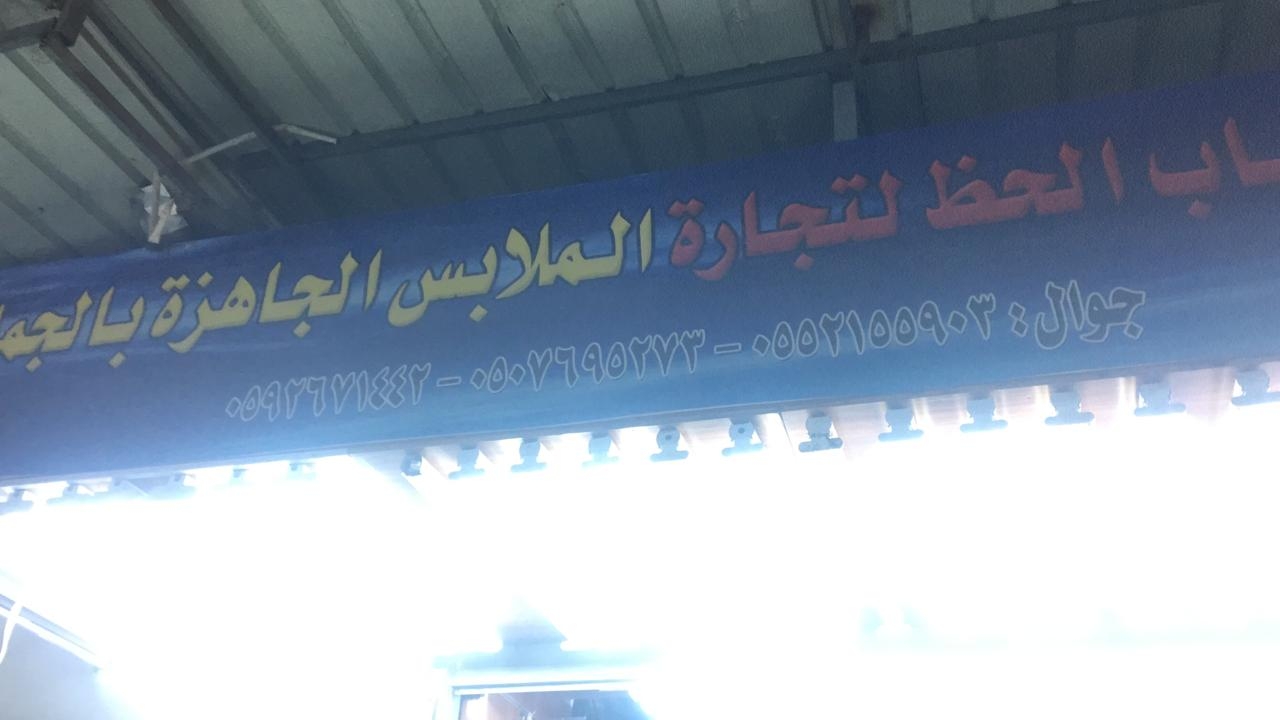 الحظ لتجارة الملابس الجاهزة
جوال : ٠٥٥٢١٥٥٩٠٣ - ٠٥٠٧٦٩٥٢٧٣ - ٠٥٩٢٦٧١٤٤٢